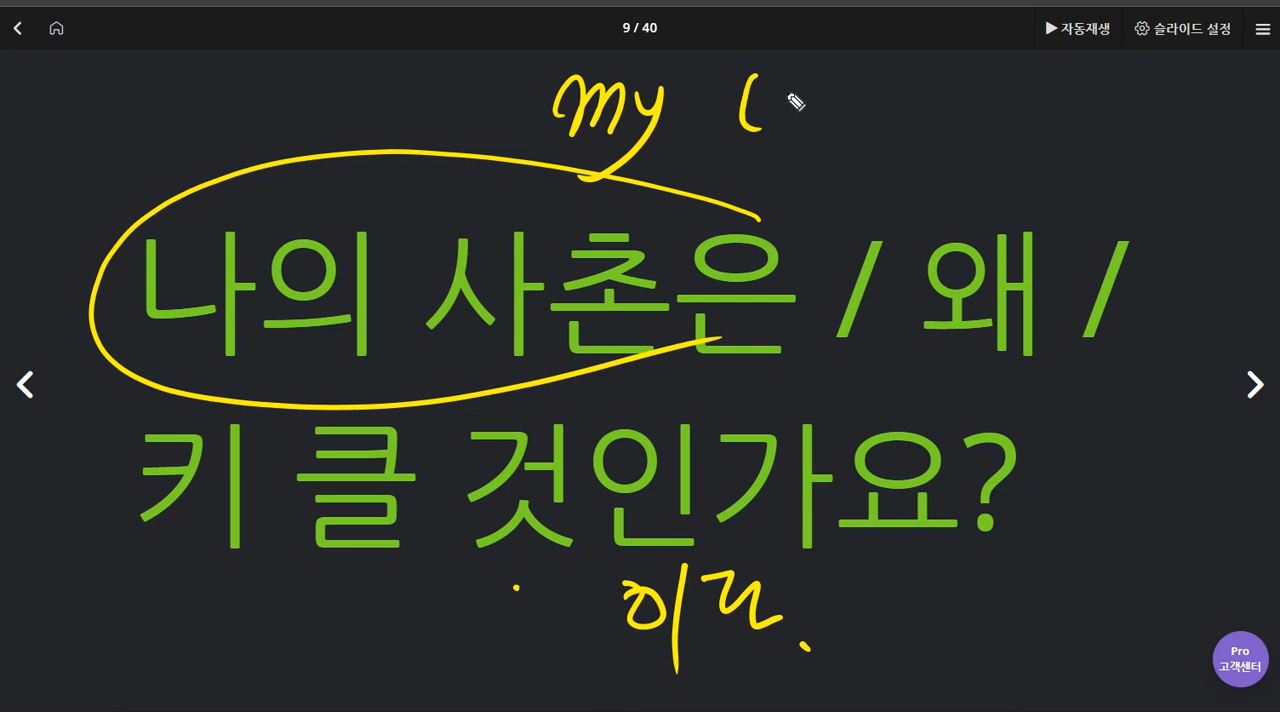 9 / 40
자동재생
슬라이드 설정
my (
나의 사촌은 / 왜 /
키 클 것인가요?
Pro
고객센터